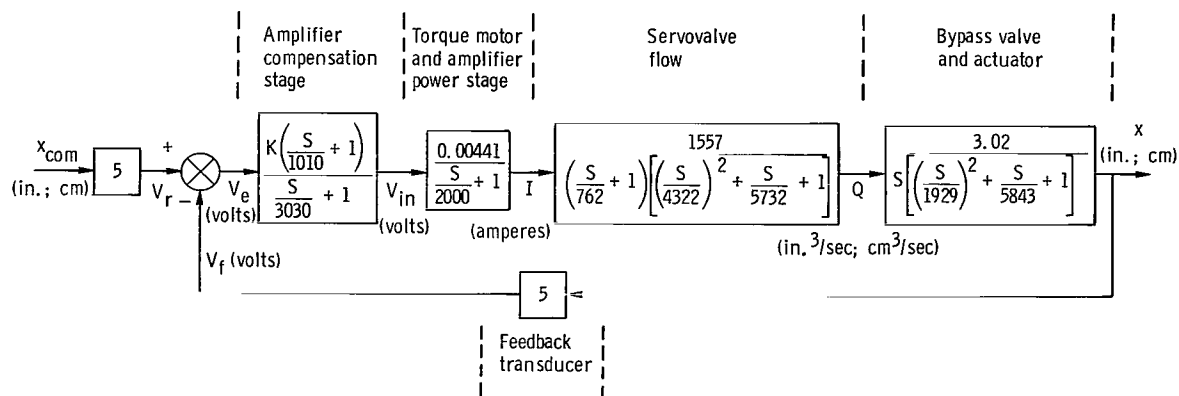 Amplifier
compensation
stage
Torque motor
and amplifier
power stage
Servovalve
flow
Bypass valve
and actuator
x_com
(in.; cm)
5
+
V_r
−
V_e
(volts)
K(S/1010 + 1)
S/3030 + 1
V_in
(volts)
0.00441
S/2000 + 1
I
(amperes)
1557
(S/762 + 1)[(S/4322)^2 + S/5732 + 1]
Q
(in.^3/sec; cm^3/sec)
3.02
S[(S/1929)^2 + S/5843 + 1]
x
(in.; cm)
V_f (volts)
5
Feedback
transducer